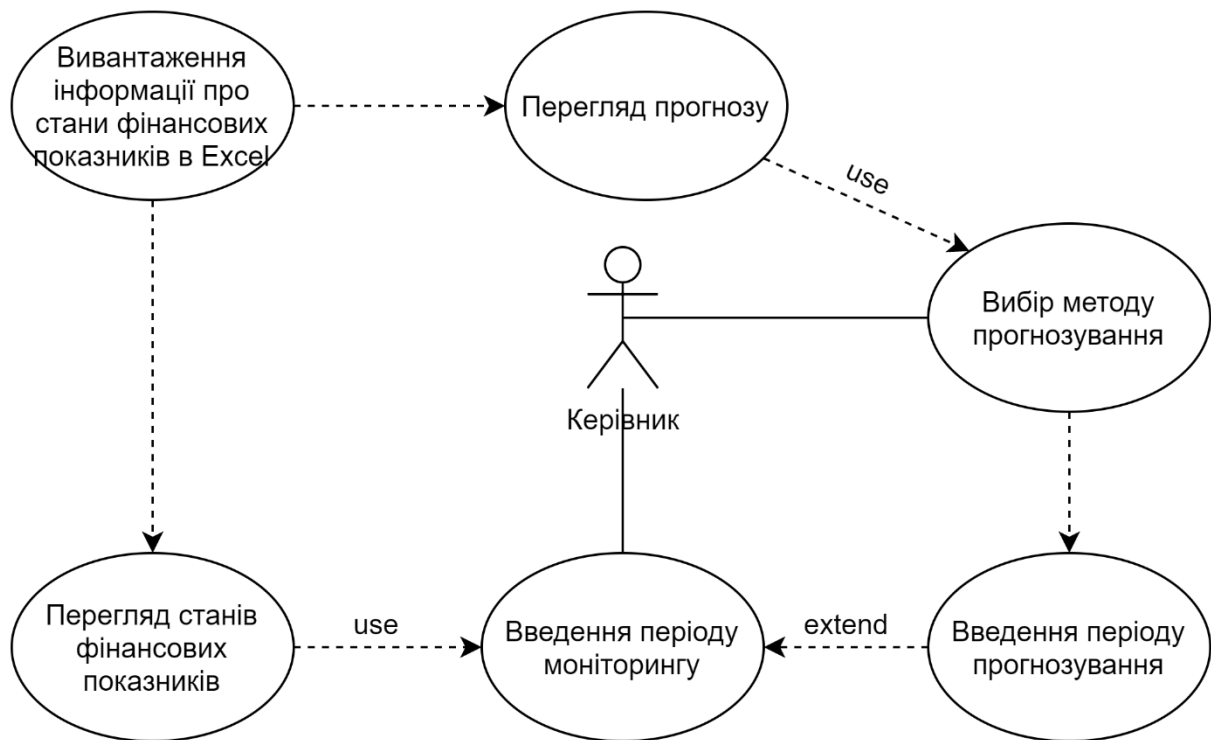 Вивантаження
інформації про
стани фінансових
показників в Excel
Перегляд прогнозу
use
Вибір методу
прогнозування
Керівник
Перегляд станів
фінансових
показників
use
Введення періоду
моніторингу
extend
Введення періоду
прогнозування